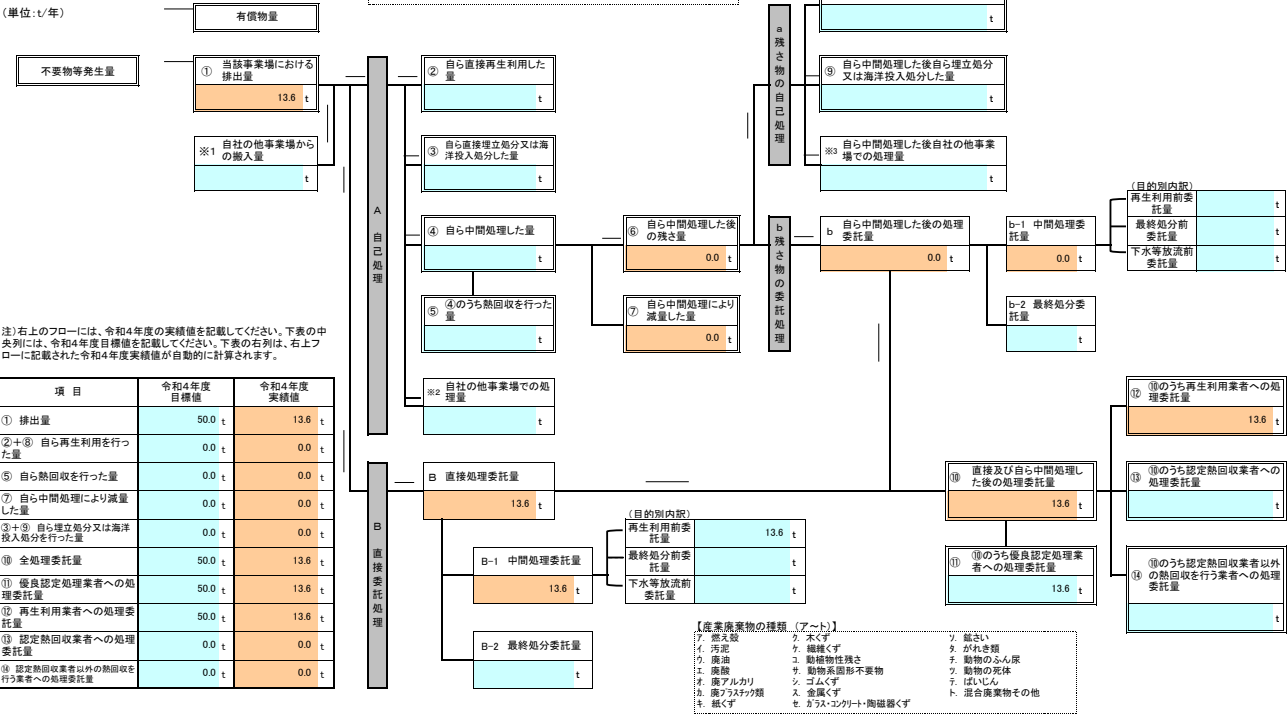 (単位:t/年)
有償物量
不要物等発生量
① 当該事業場における
排出量
13.6 t
※1 自社の他事業場から
の搬入量
t
A 自己処理
② 自ら直接再生利用した
量
t
③ 自ら直接埋立処分又は海
洋投入処分した量
t
④ 自ら中間処理した量
t
⑤ ④のうち熱回収を行った
量
t
※2 自社の他事業場での処
理量
t
⑥ 自ら中間処理した後
の残さ量
0.0 t
⑦ 自ら中間処理により
減量した量
0.0 t
a 残さ物の自己処理
t
⑨ 自ら中間処理した後自ら埋立処分
又は海洋投入処分した量
t
※3 自ら中間処理した後自社の他事業
場での処理量
t
b 残さ物の委託処理
b 自ら中間処理した後の処理
委託量
0.0 t
b-1 中間処理委
託量
0.0 t
(目的別内訳)
再生利用前委
託量
t
最終処分前
委託量
t
下水等放流前
委託量
t
b-2 最終処分委
託量
t
注)右上のフローには、令和4年度の実績値を記載してください。下表の中
央列には、令和4年度目標値を記載してください。下表の右列は、右上フ
ローに記載された令和4年度実績値が自動的に計算されます。
項 目
令和4年度
目標値
令和4年度
実績値
① 排出量 50.0 t 13.6 t
②+⑧ 自ら再生利用を行っ
た量 0.0 t 0.0 t
⑤ 自ら熱回収を行った量 0.0 t 0.0 t
⑦ 自ら中間処理により減量
した量 0.0 t 0.0 t
③+⑨ 自ら埋立処分又は海洋
投入処分を行った量 0.0 t 0.0 t
⑩ 全処理委託量 50.0 t 13.6 t
⑪ 優良認定処理業者への処
理委託量 50.0 t 13.6 t
⑫ 再生利用業者への処理委
託量 50.0 t 13.6 t
⑬ 認定熱回収業者への処理
委託量 0.0 t 0.0 t
⑭ 認定熱回収業者以外の熱回収を
行う業者への処理委託量 0.0 t 0.0 t
B 直接委託処理
B 直接処理委託量
13.6 t
B-1 中間処理委託量
13.6 t
(目的別内訳)
再生利用前委
託量
13.6 t
最終処分前委
託量
下水等放流前
委託量
B-2 最終処分委託量
t
⑩ 直接及び自ら中間処理し
た後の処理委託量
13.6 t
⑪ ⑩のうち優良認定処理業
者への処理委託量
13.6 t
⑫ ⑩のうち再生利用業者への処
理委託量
13.6 t
⑬ ⑩のうち認定熱回収業者への
処理委託量
t
⑭ ⑩のうち認定熱回収業者以外
の熱回収を行う業者への処理
委託量
t
【産業廃棄物の種類 (ア~ト)】
ア. 燃え殻
イ. 汚泥
ウ. 廃油
エ. 廃酸
オ. 廃アルカリ
カ. 廃プラスチック類
キ. 紙くず
ク. 木くず
ケ. 繊維くず
コ. 動植物性残さ
サ. 動物系固形不要物
シ. ゴムくず
ス. 金属くず
セ. ガラス・コンクリート・陶磁器くず
ソ. 鉱さい
タ. がれき類
チ. 動物のふん尿
ツ. 動物の死体
テ. ばいじん
ト. 混合廃棄物その他